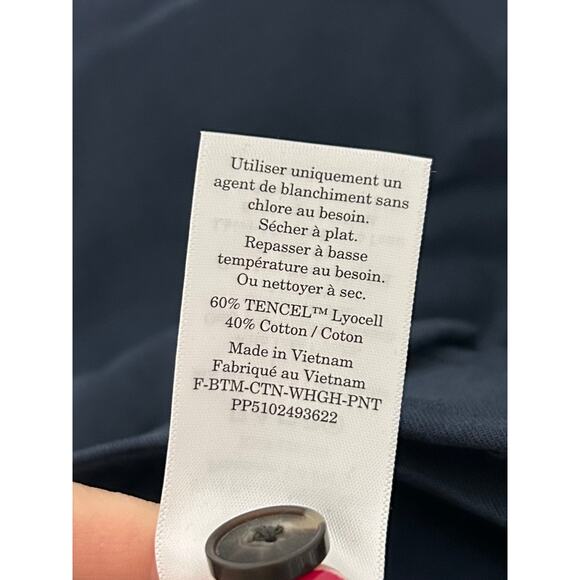 Utiliser uniquement un
agent de blanchiment sans
chlore au besoin.
Sécher à plat.
Repasser à basse
température au besoin.
Ou nettoyer à sec.
60% TENCEL™ Lyocell
40% Cotton / Coton
Made in Vietnam
Fabriqué au Vietnam
F-BTM-CTN-WHGH-PNT
PP5102493622